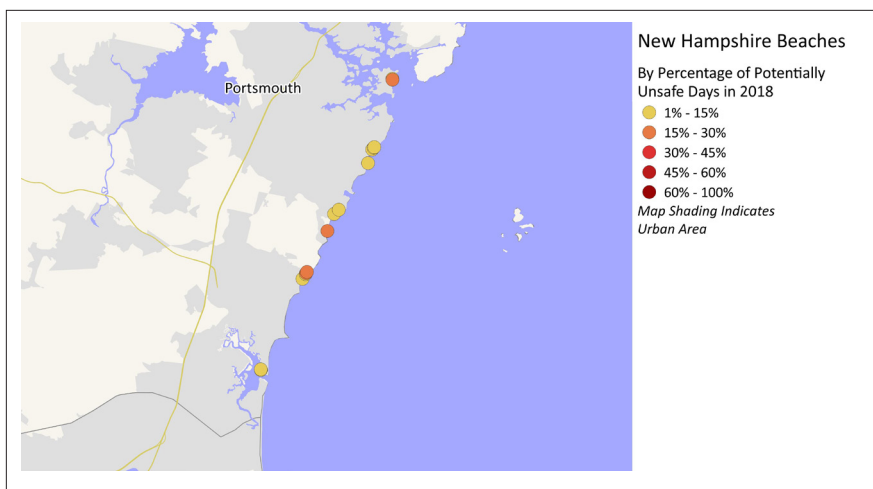 New Hampshire Beaches
By Percentage of Potentially
Unsafe Days in 2018
1% - 15%
15% - 30%
30% - 45%
45% - 60%
60% - 100%
Map Shading Indicates
Urban Area
Portsmouth